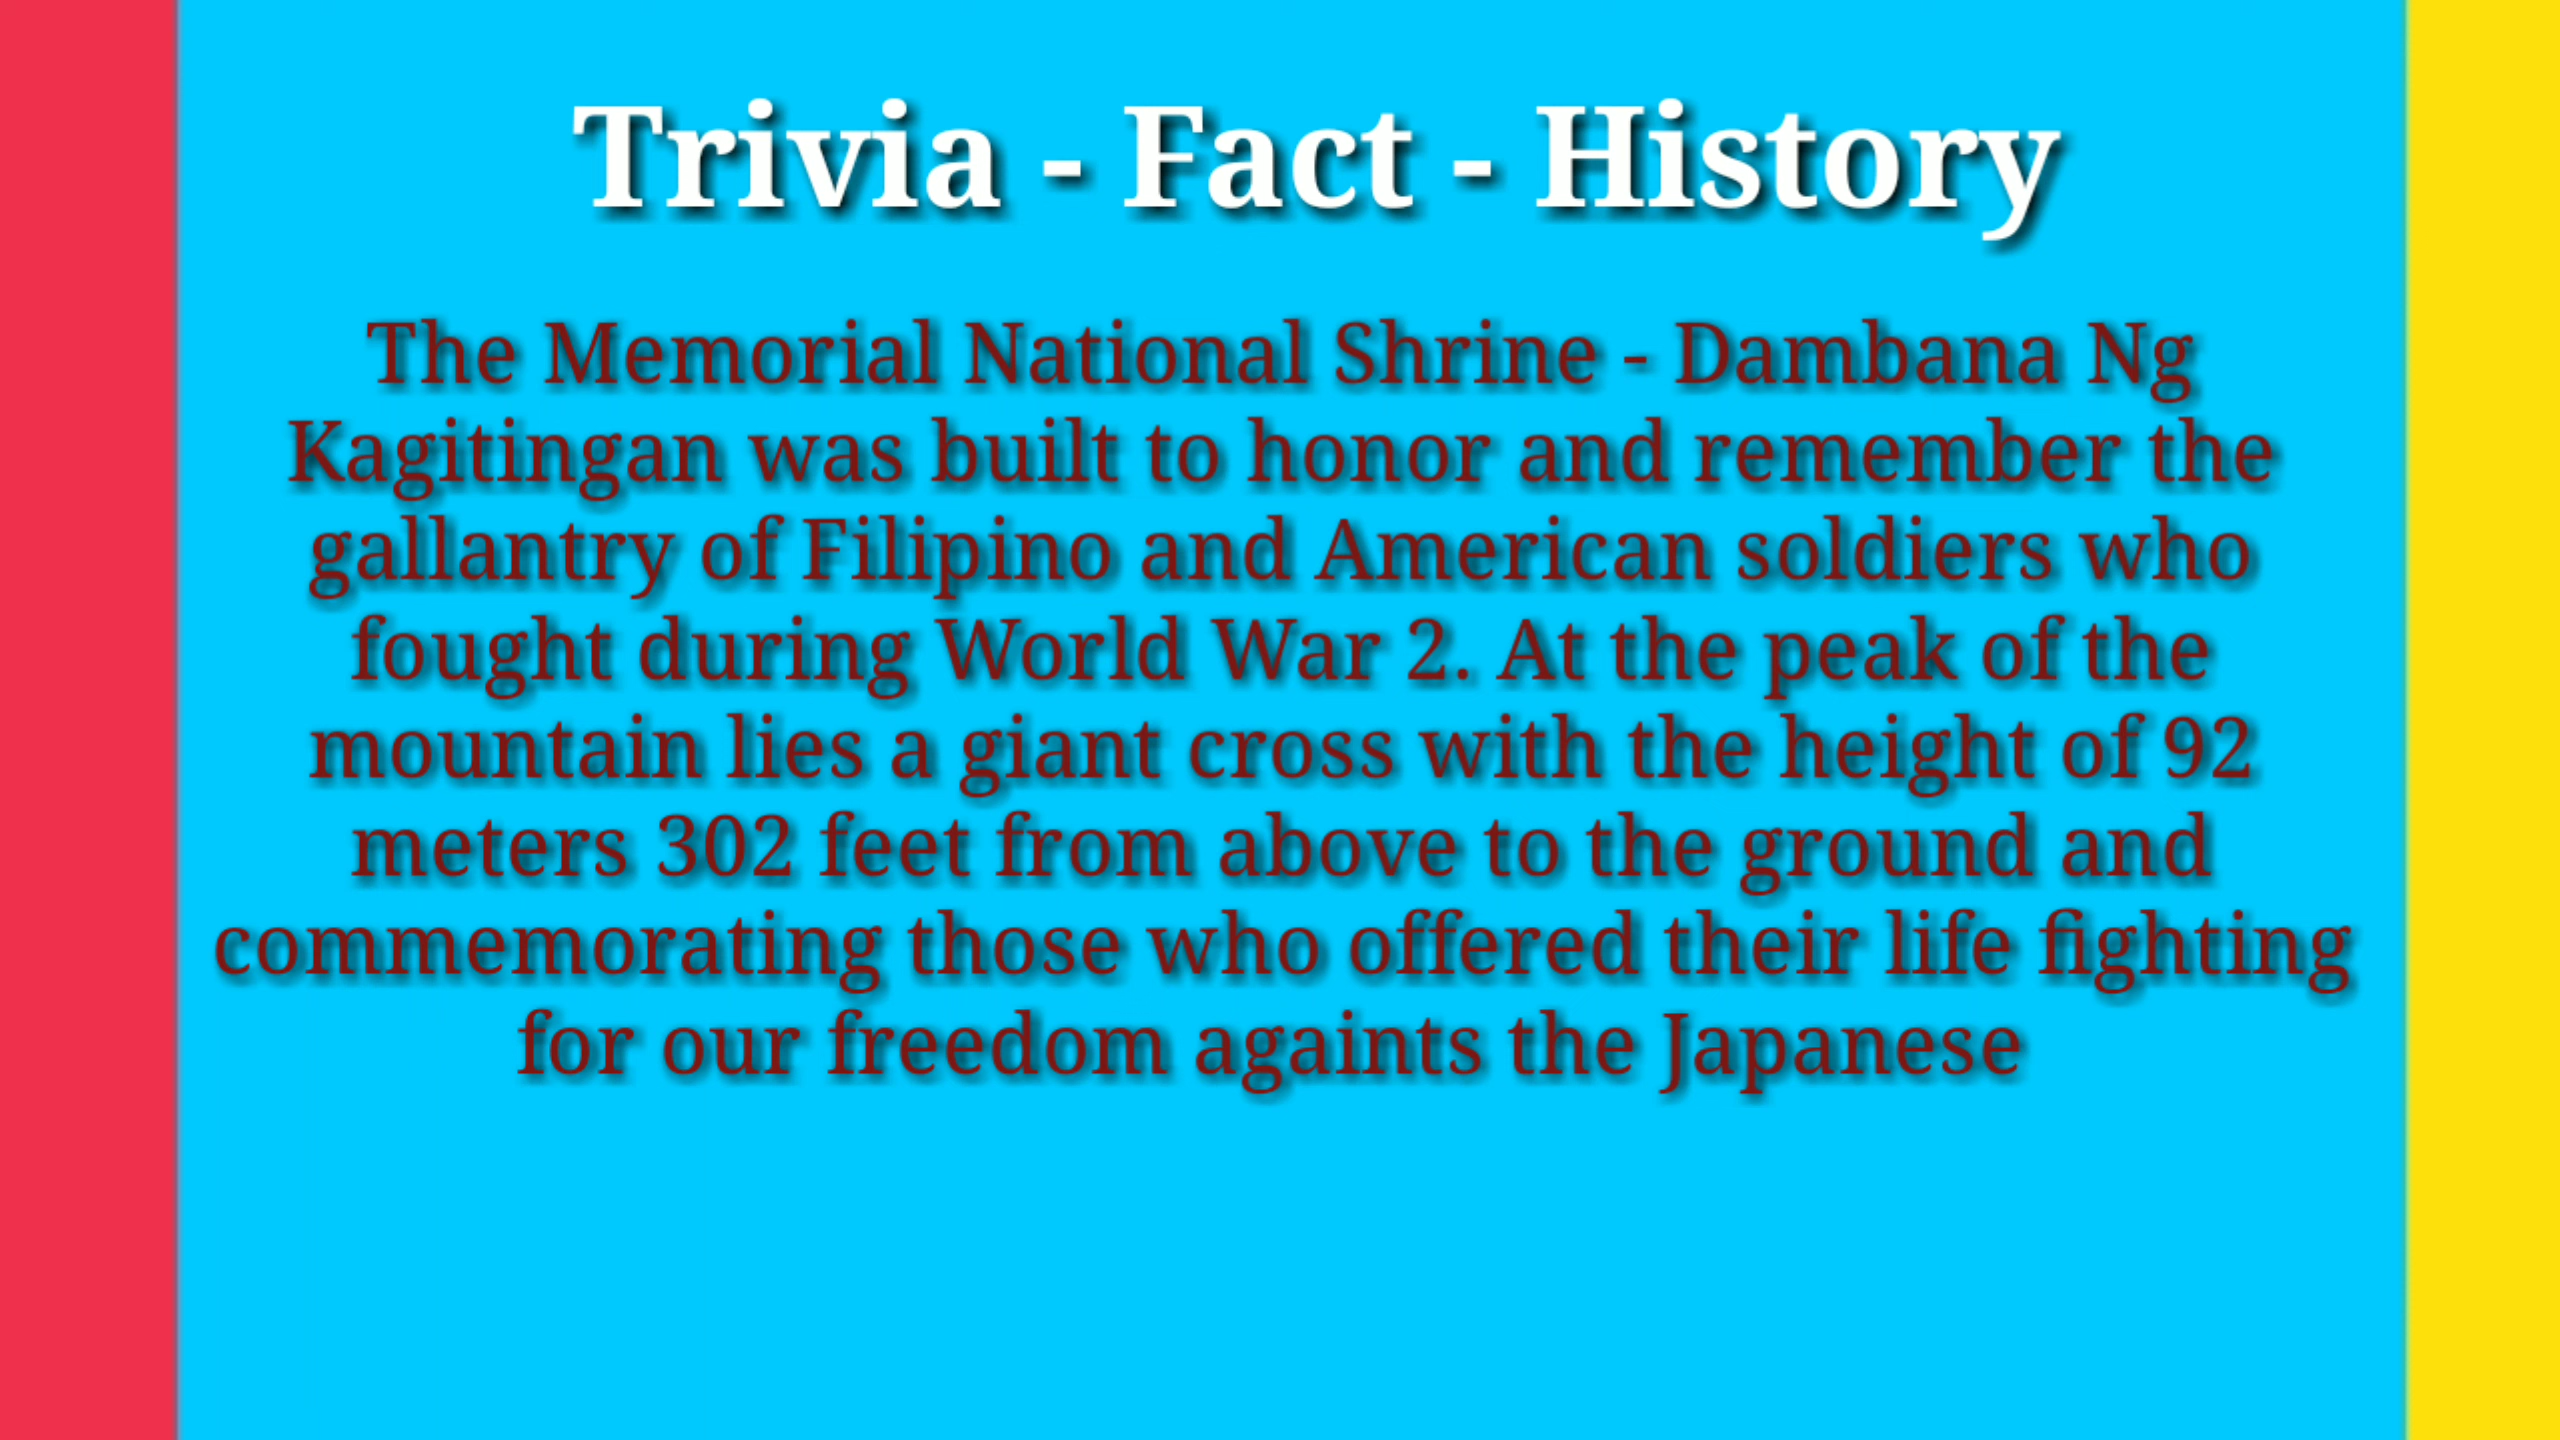 Trivia - Fact - History
The Memorial National Shrine - Dambana Ng
Kagitingan was built to honor and remember the
gallantry of Filipino and American soldiers who
fought during World War 2. At the peak of the
mountain lies a giant cross with the height of 92
meters 302 feet from above to the ground and
commemorating those who offered their life fighting
for our freedom againts the Japanese